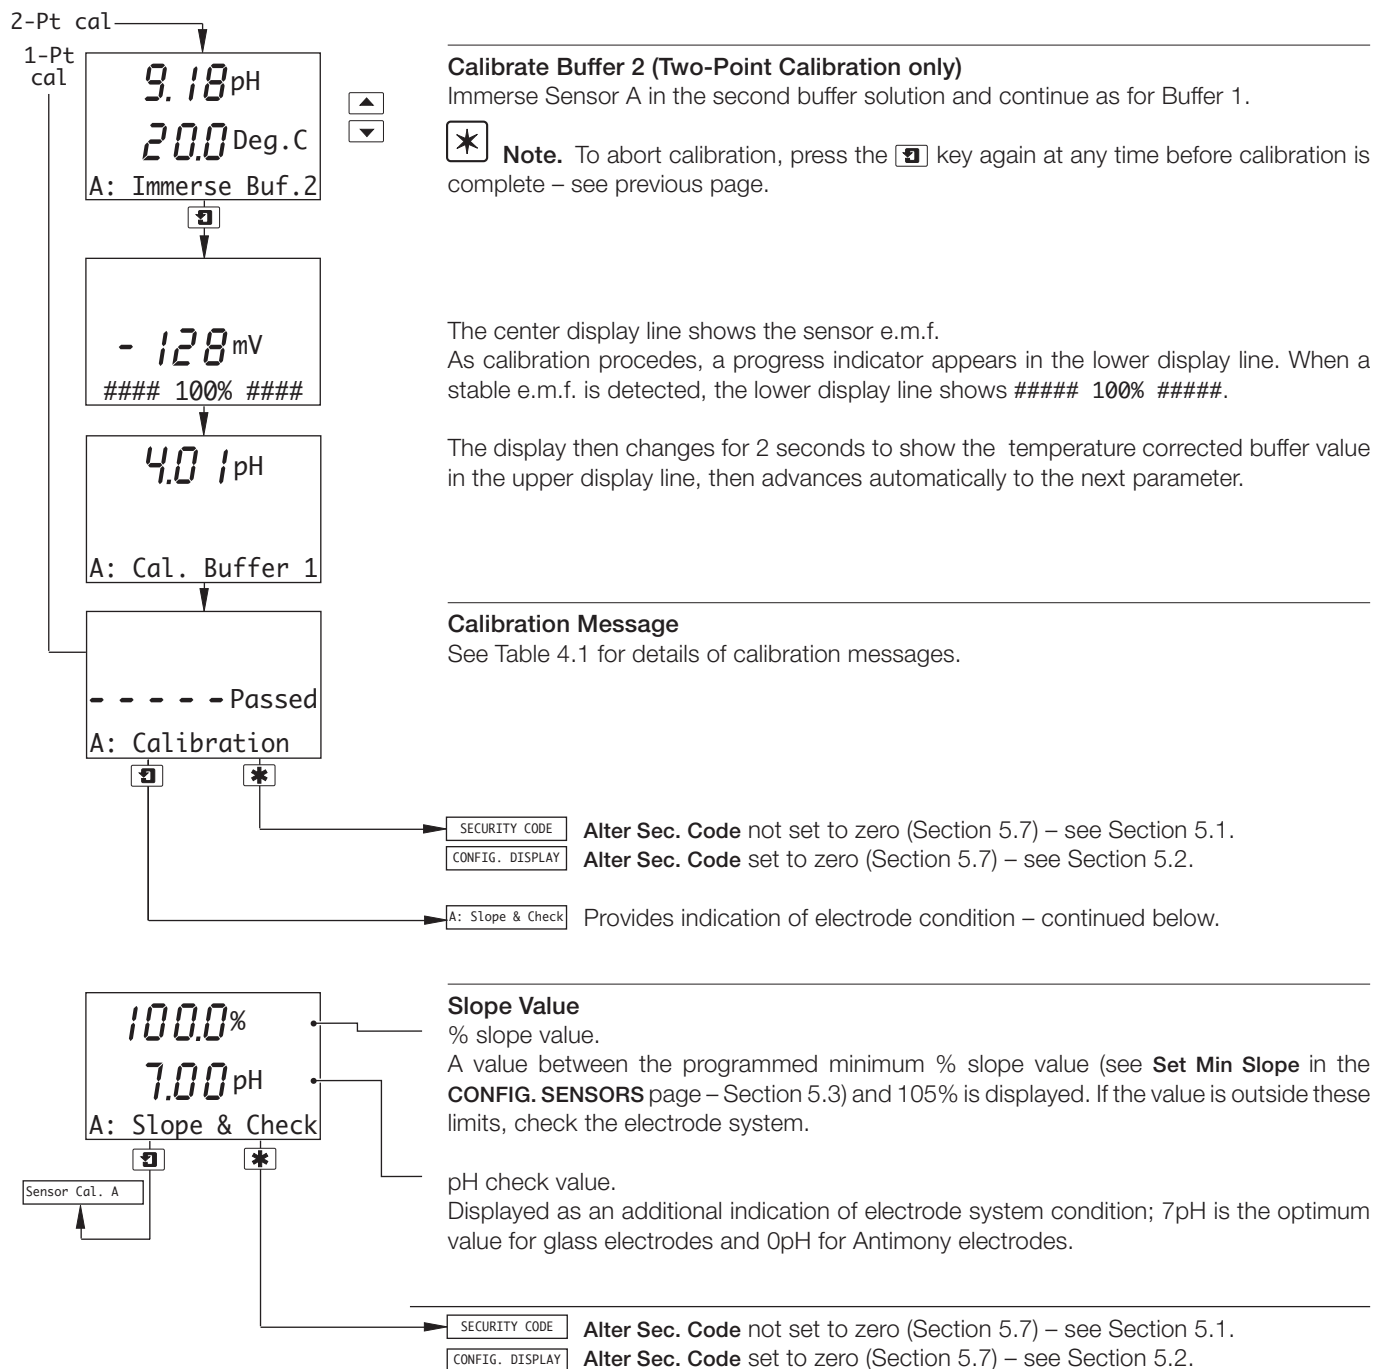 2-Pt cal
1-Pt
cal
9.18 pH
20.0 Deg.C
A: Immerse Buf.2
Calibrate Buffer 2 (Two-Point Calibration only)
Immerse Sensor A in the second buffer solution and continue as for Buffer 1.
Note. To abort calibration, press the key again at any time before calibration is
complete – see previous page.
- 128 mV
#### 100% ####
The center display line shows the sensor e.m.f.
As calibration procedes, a progress indicator appears in the lower display line. When a
stable e.m.f. is detected, the lower display line shows ##### 100% #####.
4.01 pH
A: Cal. Buffer 1
The display then changes for 2 seconds to show the temperature corrected buffer value
in the upper display line, then advances automatically to the next parameter.
- - - - - Passed
A: Calibration
Calibration Message
See Table 4.1 for details of calibration messages.
SECURITY CODE Alter Sec. Code not set to zero (Section 5.7) – see Section 5.1.
CONFIG. DISPLAY Alter Sec. Code set to zero (Section 5.7) – see Section 5.2.
A: Slope & Check Provides indication of electrode condition – continued below.
100.0 %
7.00 pH
A: Slope & Check
Sensor Cal. A
Slope Value
% slope value.
A value between the programmed minimum % slope value (see Set Min Slope in the
CONFIG. SENSORS page – Section 5.3) and 105% is displayed. If the value is outside these
limits, check the electrode system.
pH check value.
Displayed as an additional indication of electrode system condition; 7pH is the optimum
value for glass electrodes and 0pH for Antimony electrodes.
SECURITY CODE Alter Sec. Code not set to zero (Section 5.7) – see Section 5.1.
CONFIG. DISPLAY Alter Sec. Code set to zero (Section 5.7) – see Section 5.2.